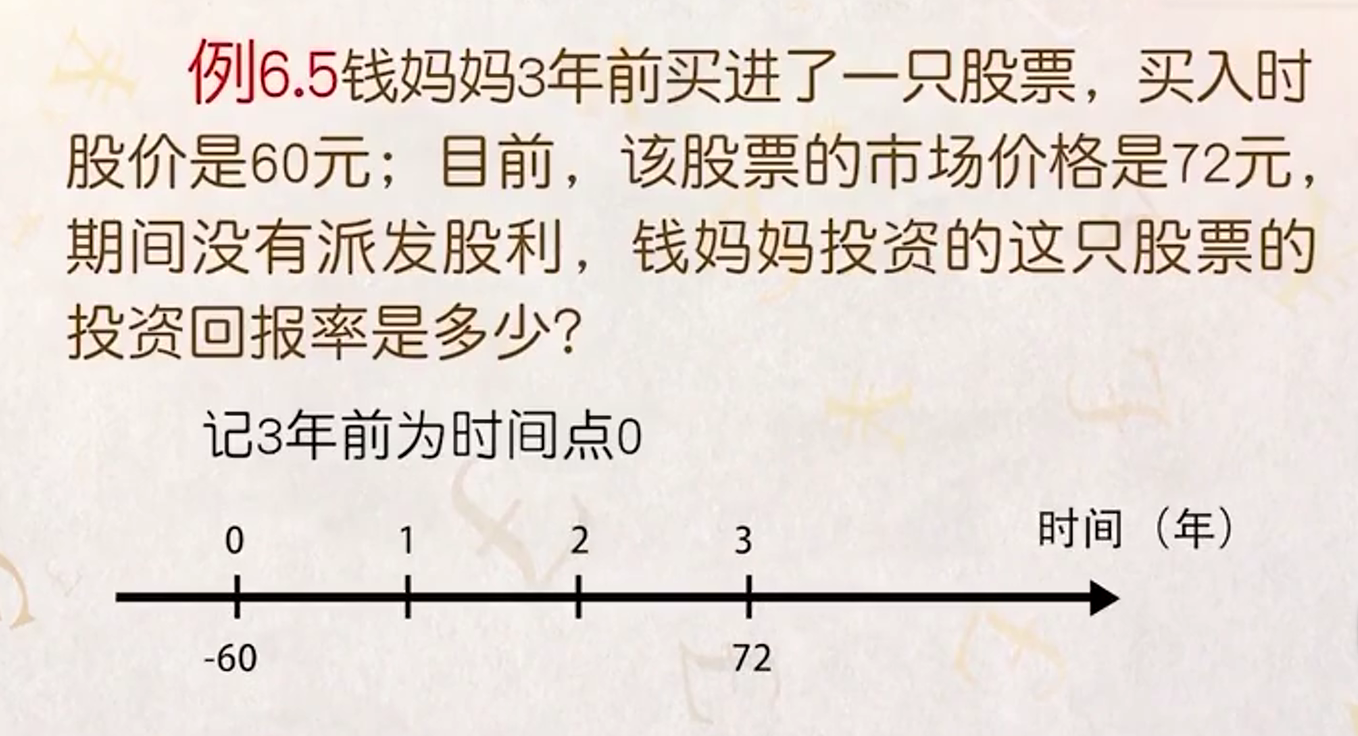 例6.5钱妈妈3年前买进了一只股票，买入时
股价是60元；目前，该股票的市场价格是72元，
期间没有派发股利，钱妈妈投资的这只股票的
投资回报率是多少？
记3年前为时间点0
0 1 2 3 时间（年）
-60 72